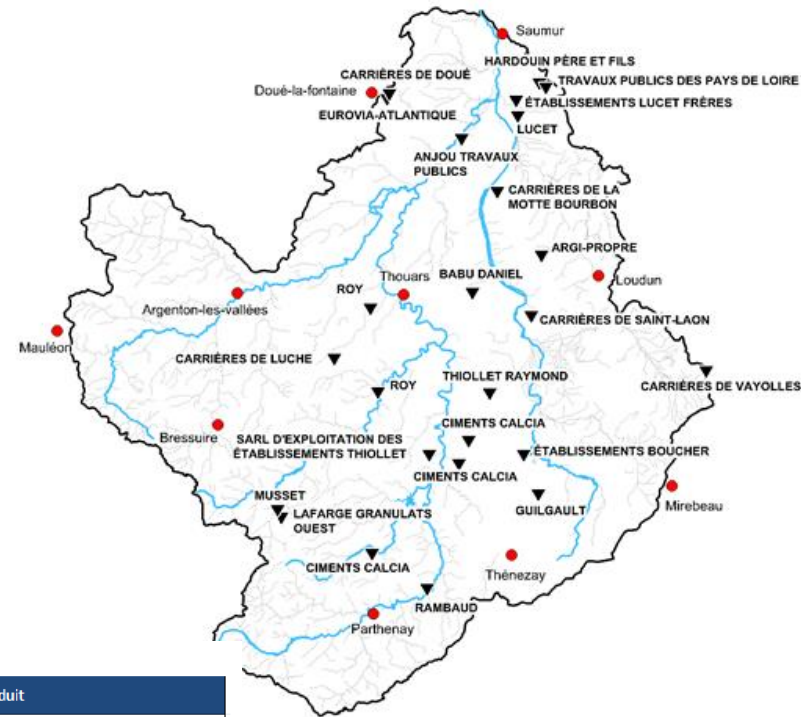 Saumur
HARDOUIN PÈRE ET FILS
CARRIÈRES DE DOUÉ
TRAVAUX PUBLICS DES PAYS DE LOIRE
Doué-la-fontaine
ÉTABLISSEMENTS LUCET FRÈRES
EUROVIA-ATLANTIQUE
LUCET
ANJOU TRAVAUX
PUBLICS
CARRIÈRES DE LA
MOTTE BOURBON
ARGI-PROPRE
Thouars
BABU DANIEL
Loudun
ROY
Argenton-les-vallées
CARRIÈRES DE SAINT-LAON
Mauléon
CARRIÈRES DE LUCHE
THIOLLET RAYMOND
CARRIÈRES DE VAYOLLES
ROY
CIMENTS CALCIA
Bressuire
SARL D'EXPLOITATION DES
ÉTABLISSEMENTS THIOLLET
ÉTABLISSEMENTS BOUCHER
CIMENTS CALCIA
MUSSET
GUILGAULT
Mirebeau
LAFARGE GRANULATS
OUEST
CIMENTS CALCIA
Thénezay
RAMBAUD
Parthenay
duit